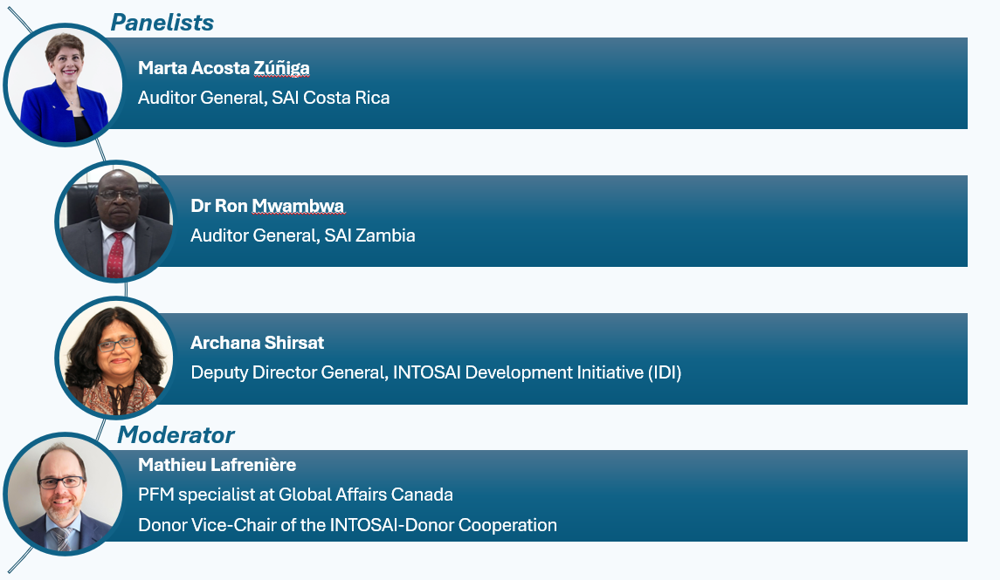 Panelists
Marta Acosta Zúñiga
Auditor General, SAI Costa Rica
Dr Ron Mwambwa
Auditor General, SAI Zambia
Archana Shirsat
Deputy Director General, INTOSAI Development Initiative (IDI)
Moderator
Mathieu Lafrenière
PFM specialist at Global Affairs Canada
Donor Vice-Chair of the INTOSAI-Donor Cooperation